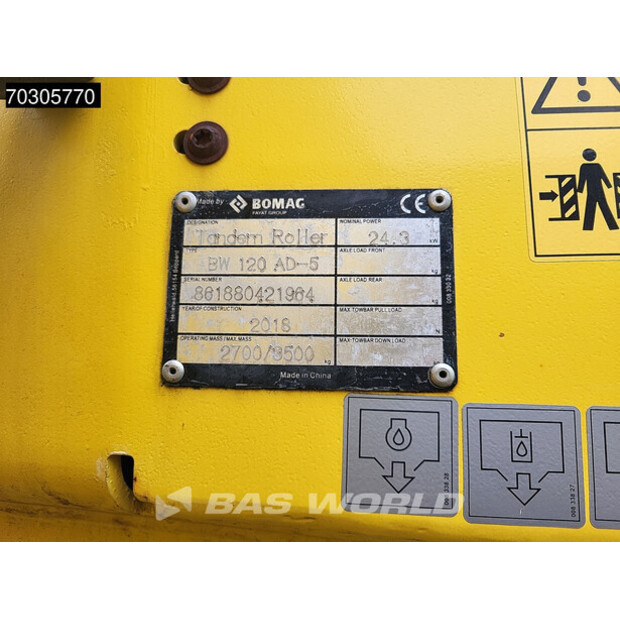 70305770
Made by BOMAG
FAYAT GROUP
CE
DESIGNATION
NOMINAL POWER
Tandem Roller
24.3 kW
TYPE
AXLE LOAD FRONT
BW 120 AD-5
SERIAL NUMBER
AXLE LOAD REAR
861880421964
YEAR OF CONSTRUCTION
MAX TOWBAR PULL LOAD
2018
OPERATING MASS / MAX. MASS
MAX-TOWBAR DOWN LOAD
2700/3500 kg
Made in China
BAS WORLD